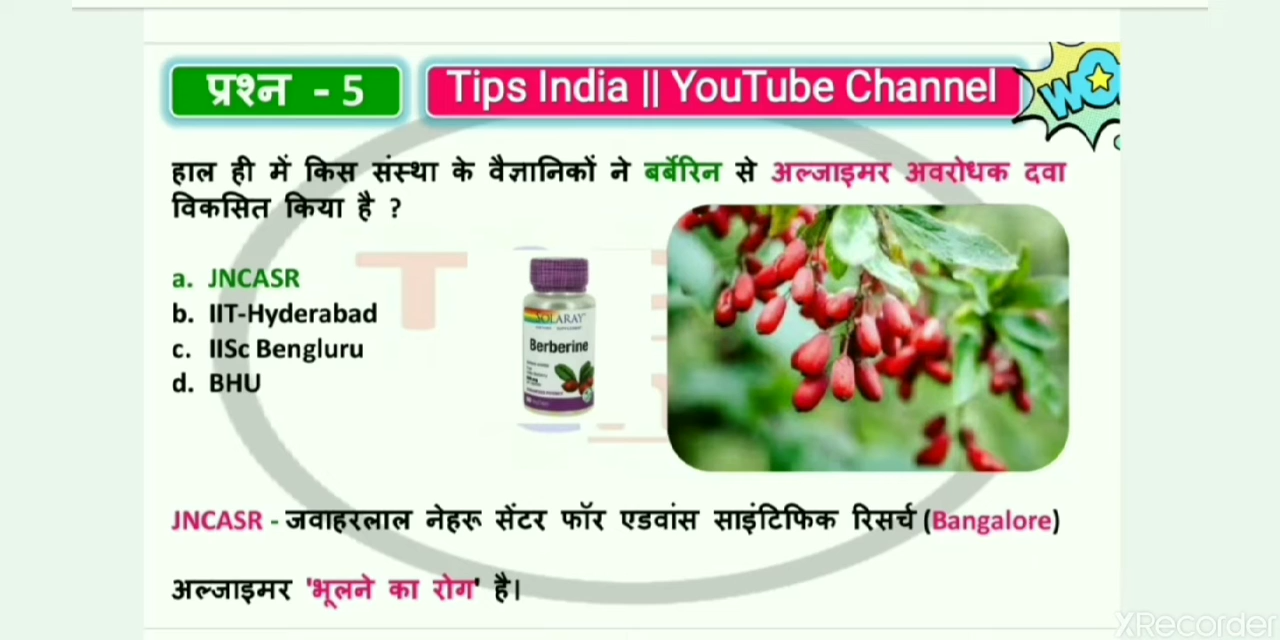 प्रश्न - 5
Tips India || YouTube Channel
WO
हाल ही में किस संस्था के वैज्ञानिकों ने बर्बेरिन से अल्जाइमर अवरोधक दवा
विकसित किया है ?
a. JNCASR
b. IIT-Hyderabad
c. IISc Bengluru
d. BHU
SOLARAY
Berberine
JNCASR - जवाहरलाल नेहरू सेंटर फॉर एडवांस साइंटिफिक रिसर्च (Bangalore)
अल्जाइमर 'भूलने का रोग' है।
XRecorder